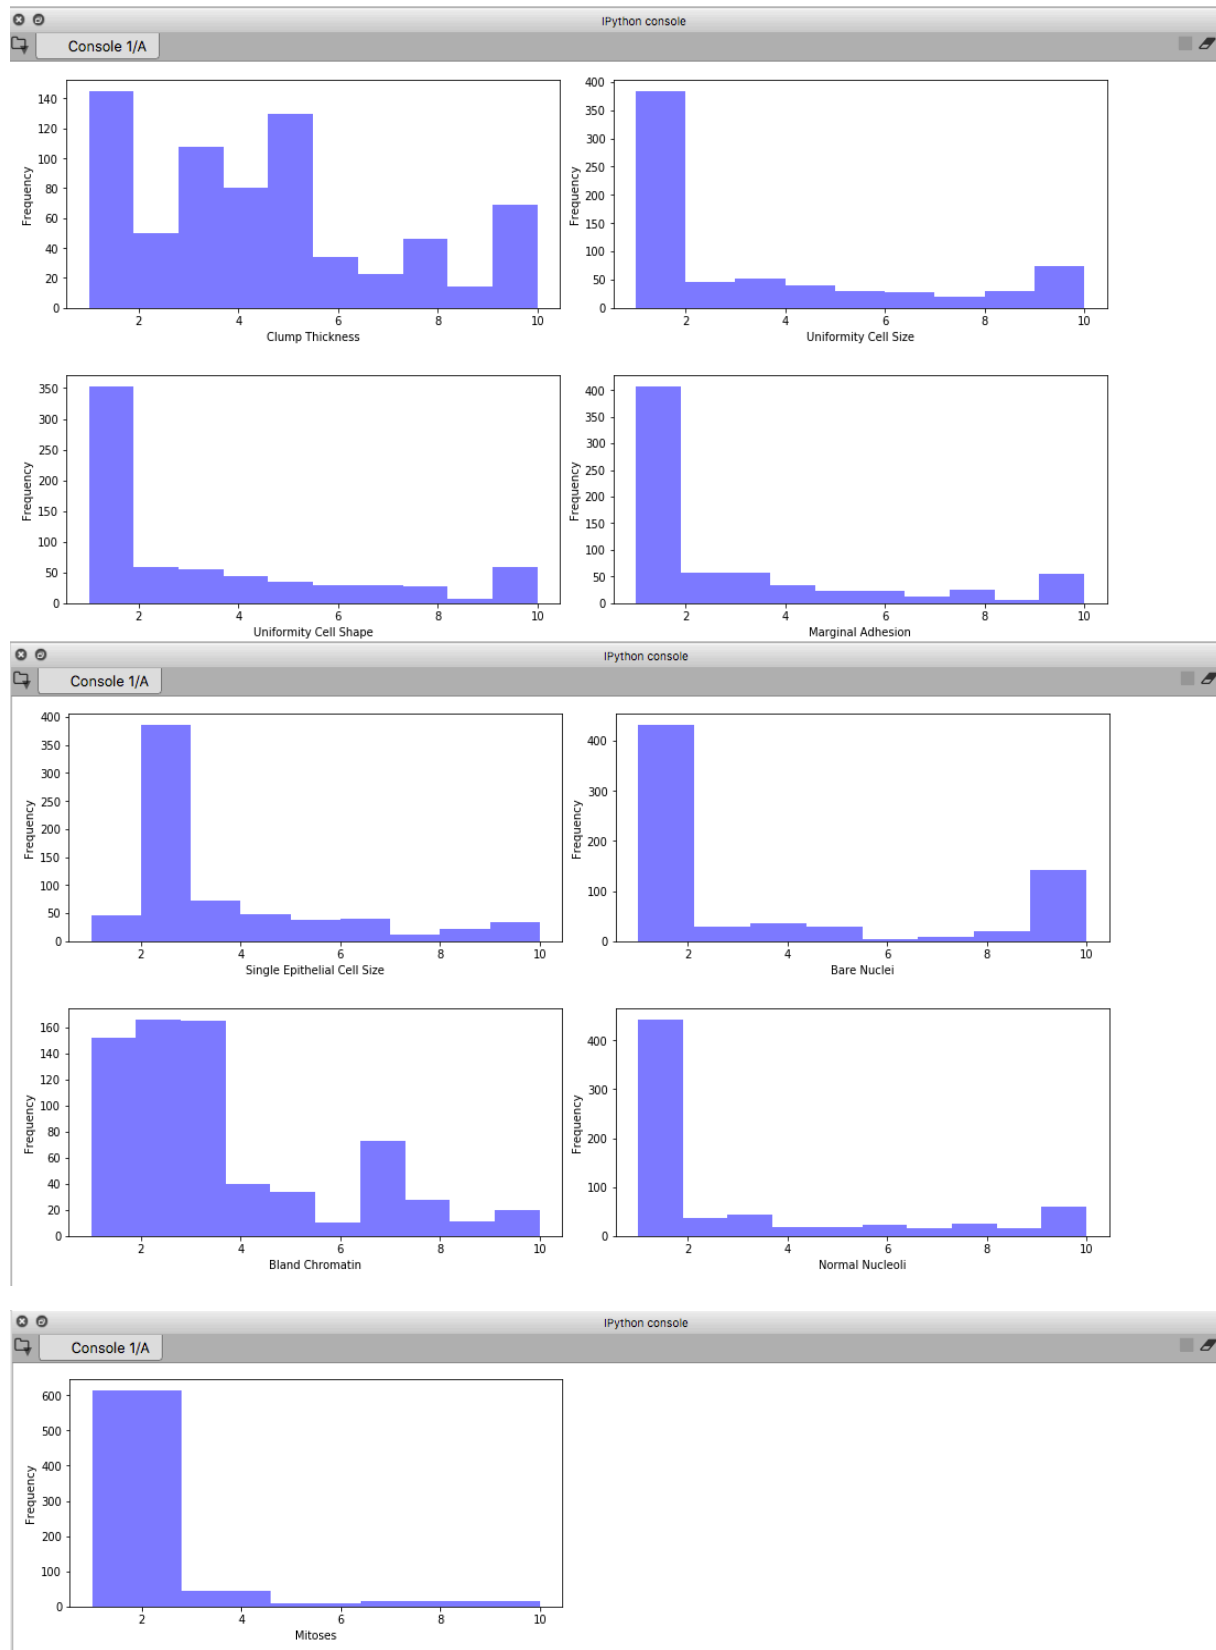 IPython console
Console 1/A
140
120
100
80
60
40
20
0
Frequency
2 4 6 8 10
Clump Thickness
400
350
300
250
200
150
100
50
0
Frequency
2 4 6 8 10
Uniformity Cell Size
350
300
250
200
150
100
50
0
Frequency
2 4 6 8 10
Uniformity Cell Shape
400
350
300
250
200
150
100
50
0
Frequency
2 4 6 8 10
Marginal Adhesion
IPython console
Console 1/A
400
350
300
250
200
150
100
50
0
Frequency
2 4 6 8 10
Single Epithelial Cell Size
400
300
200
100
0
Frequency
2 4 6 8 10
Bare Nuclei
160
140
120
100
80
60
40
20
0
Frequency
2 4 6 8 10
Bland Chromatin
400
300
200
100
0
Frequency
2 4 6 8 10
Normal Nucleoli
IPython console
Console 1/A
600
500
400
300
200
100
0
Frequency
2 4 6 8 10
Mitoses